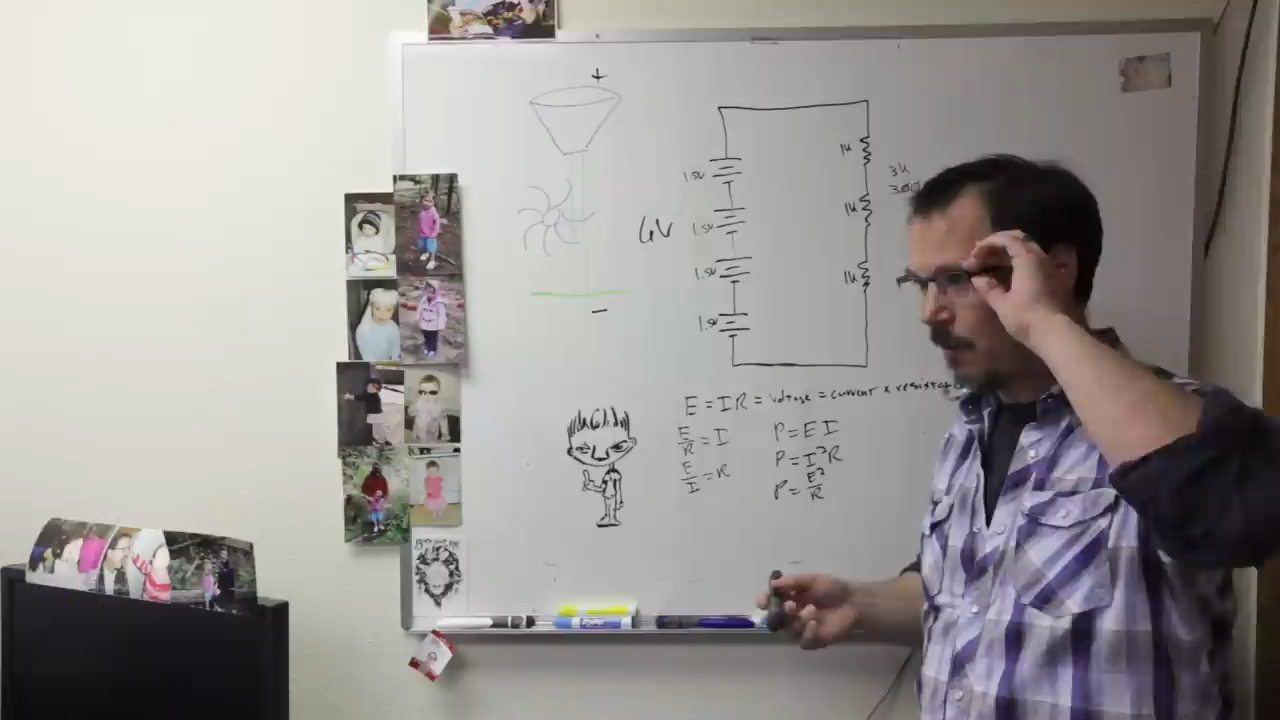 +
1K
3K
1.5V
1K
6V
1.5V
1.5V
1K
1.5V
−
E = IR = voltage = current x resistance
E/R = I
P = EI
E/I = R
P = I²R
P = E²/R
EXPO